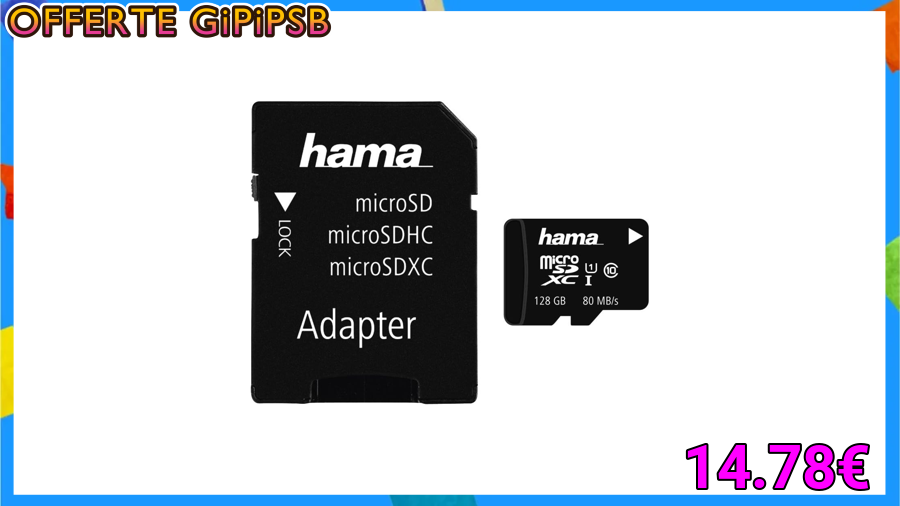 OFFERTE GiPiPSB
hama
microSD
microSDHC
microSDXC
LOCK
Adapter
hama
micro SD XC U1 I 10
128 GB 80 MB/s
14.78€